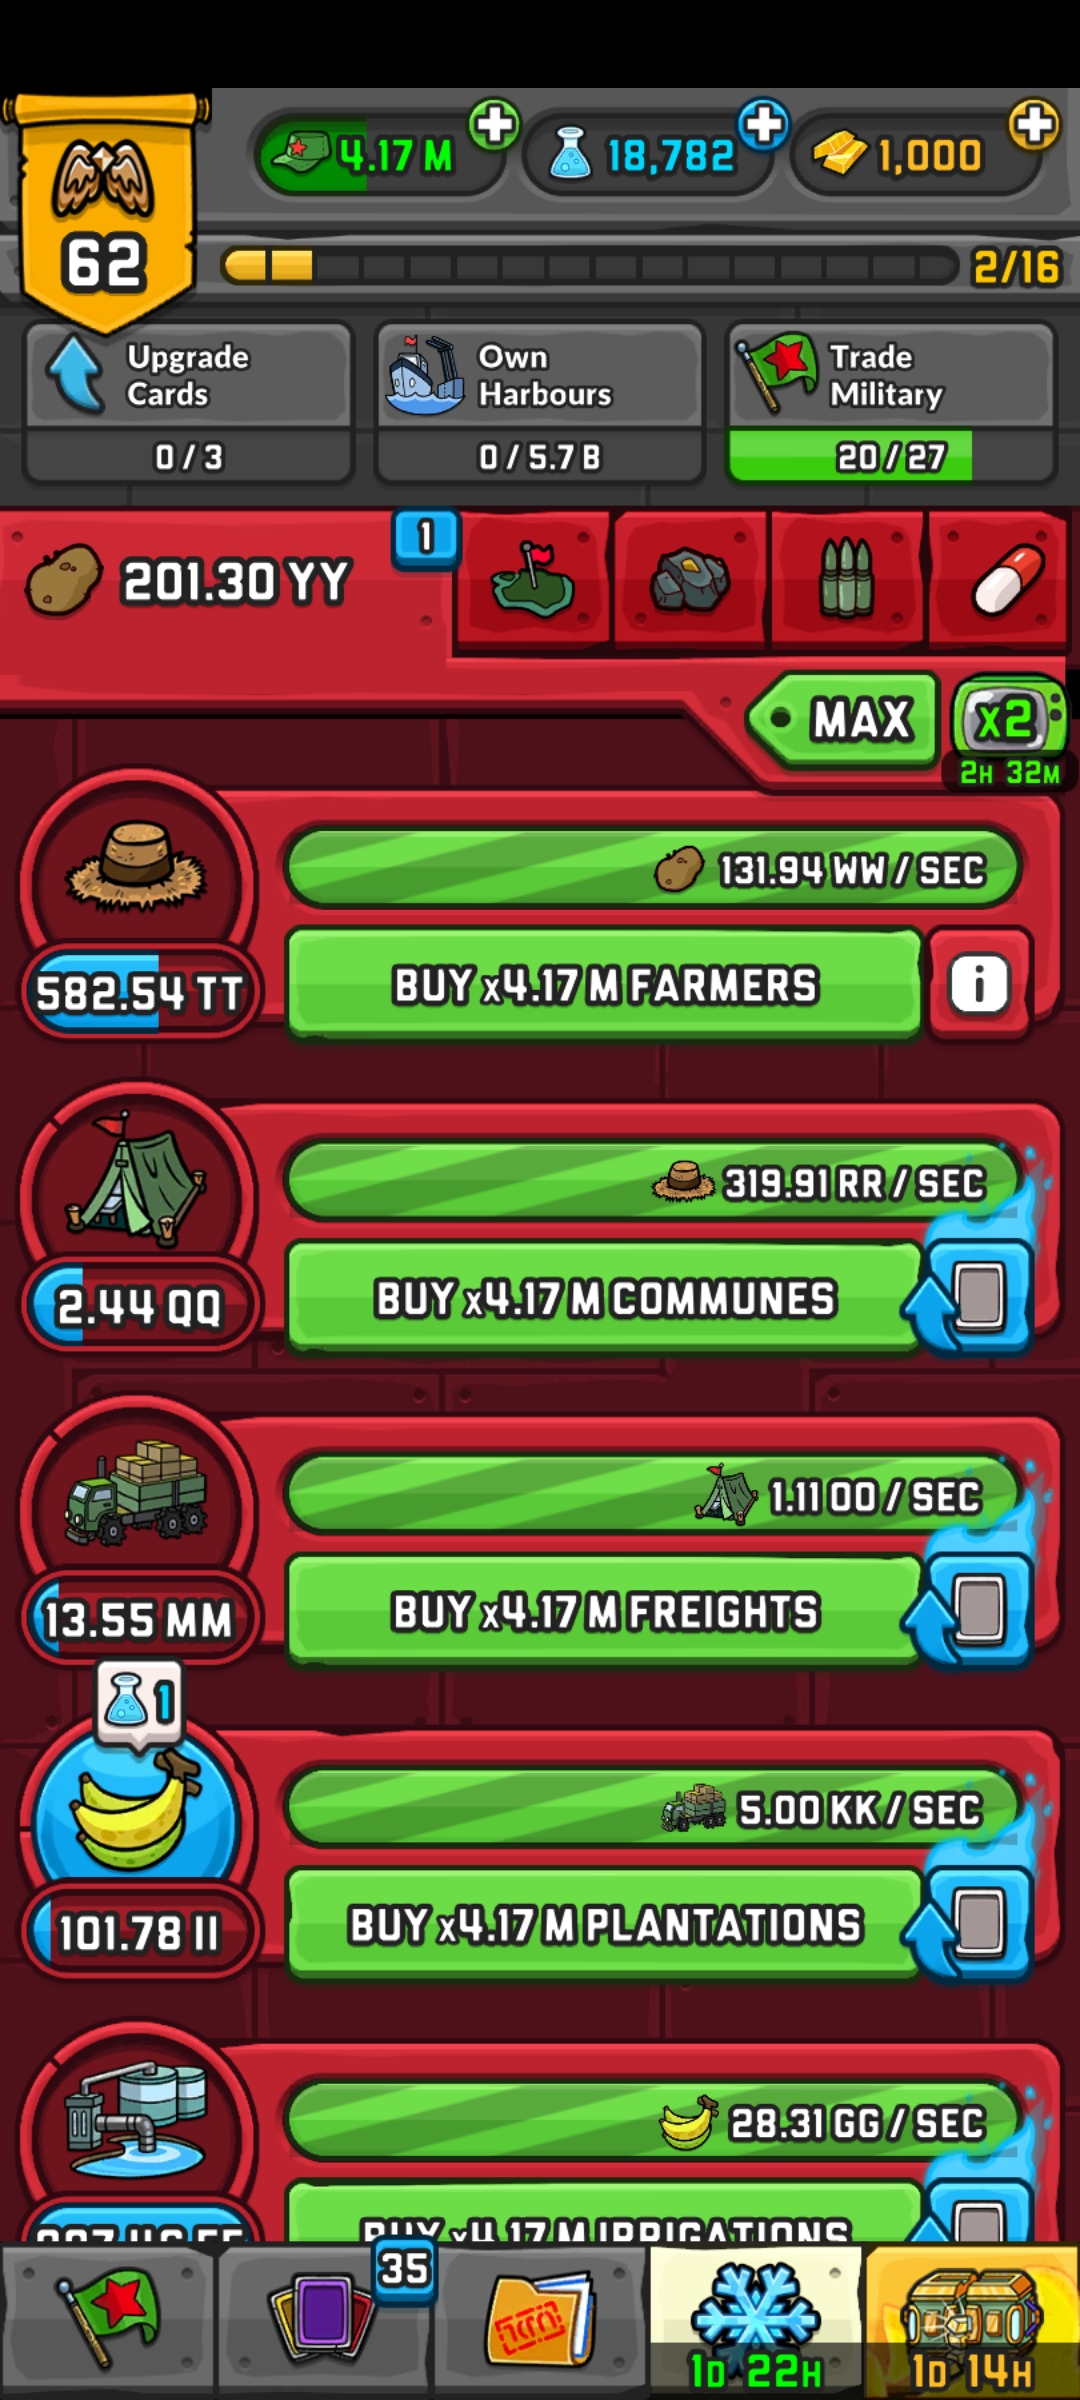 4.17 M
18,782
1,000
62
2/16
Upgrade
Cards
0 / 3
Own
Harbours
0 / 5.7 B
Trade
Military
20 / 27
201.30 YY
1
MAX
x2
2H 32M
131.94 WW / SEC
582.54 TT
BUY x4.17 M FARMERS
i
319.91 RR / SEC
2.44 QQ
BUY x4.17 M COMMUNES
1.11 OO / SEC
13.55 MM
BUY x4.17 M FREIGHTS
1
5.00 KK / SEC
101.78 II
BUY x4.17 M PLANTATIONS
28.31 GG / SEC
BUY x4.17 M IRRIGATIONS
35
1D 22H
1D 14H